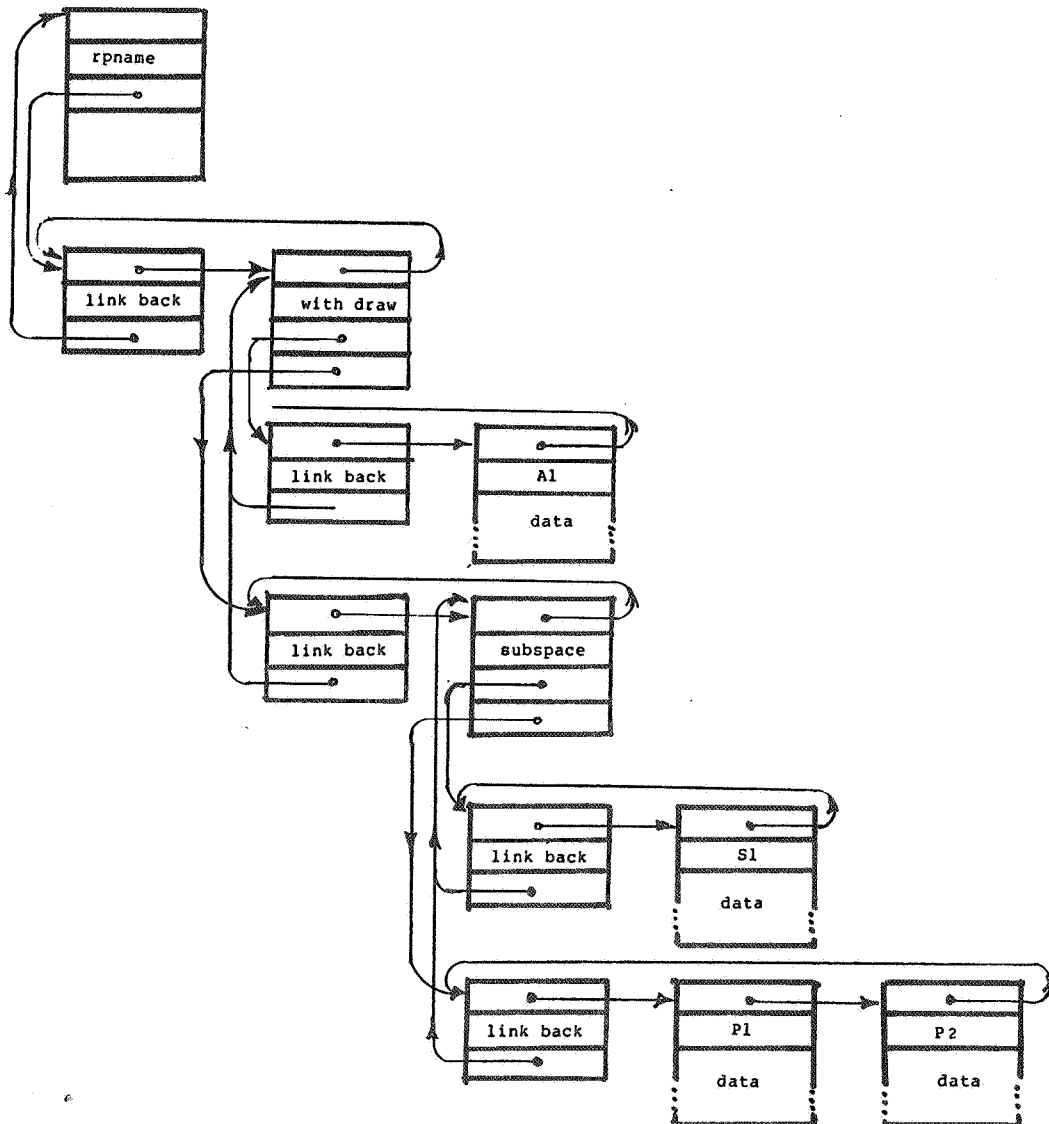 rpname
link back
with draw
link back
A1
data
link back
subspace
link back
S1
data
link back
P1
P2
data
data